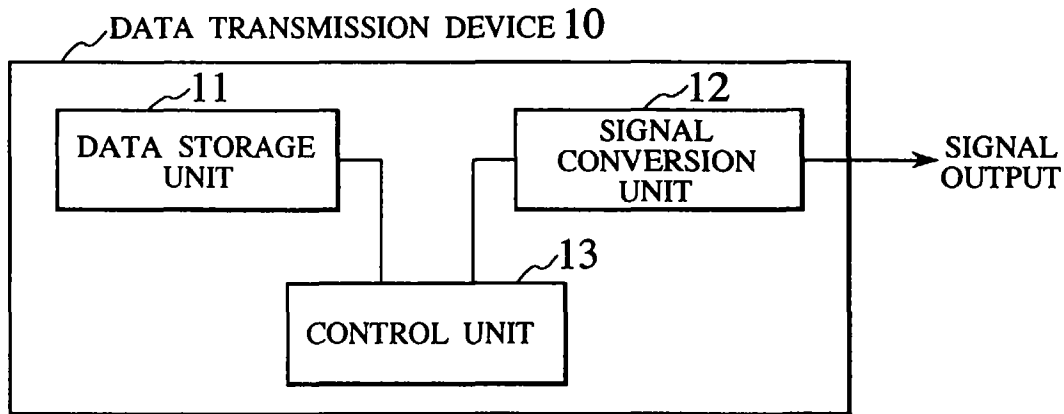 DATA TRANSMISSION DEVICE 10
11
DATA STORAGE
UNIT
12
SIGNAL
CONVERSION
UNIT
SIGNAL
OUTPUT
13
CONTROL UNIT